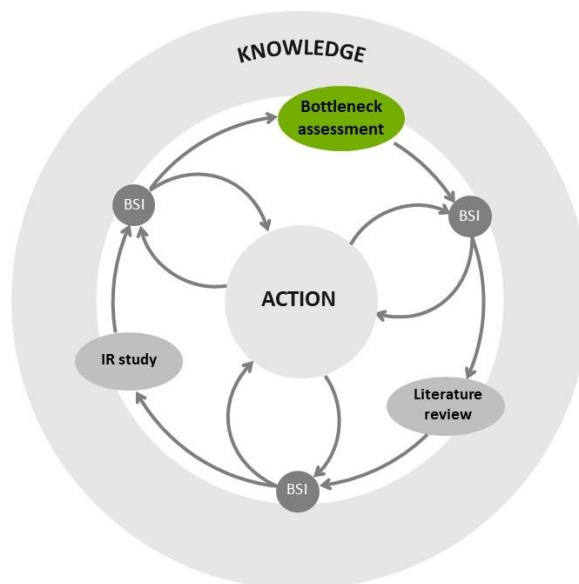 KNOWLEDGE
Bottleneck
assessment
BSI
BSI
ACTION
IR study
Literature
review
BSI